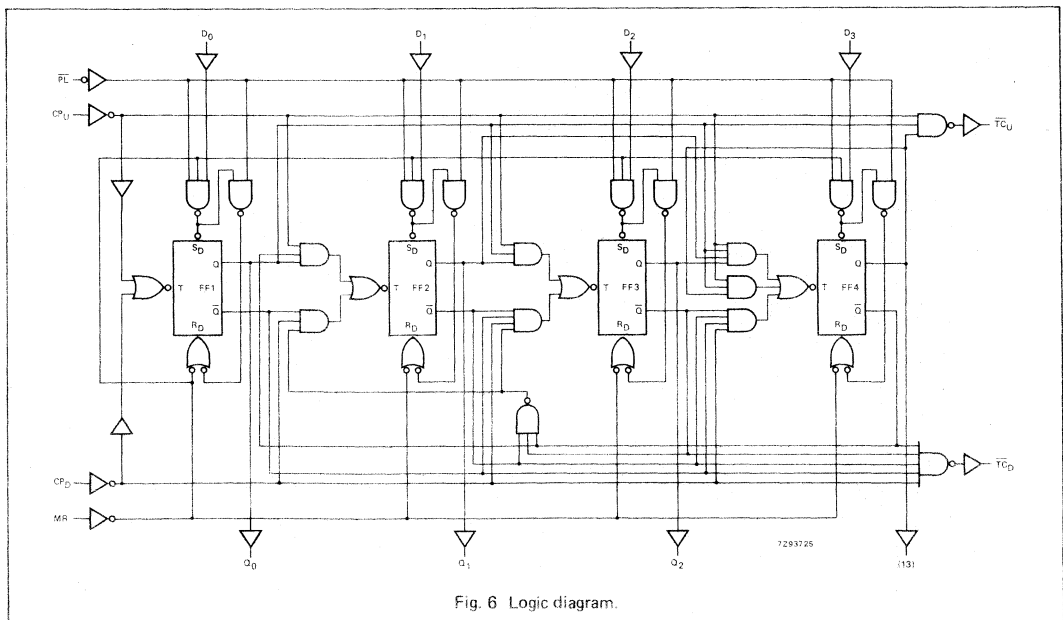 D0 D1 D2 D3
PL
CPU
TCU
SD SD SD SD
Q Q Q Q
T FF1 T FF2 T FF3 T FF4
Q Q Q Q
RD RD RD RD
CPD
TCD
MR
7Z93725
Q0 Q1 Q2 (13)
Fig. 6 Logic diagram.